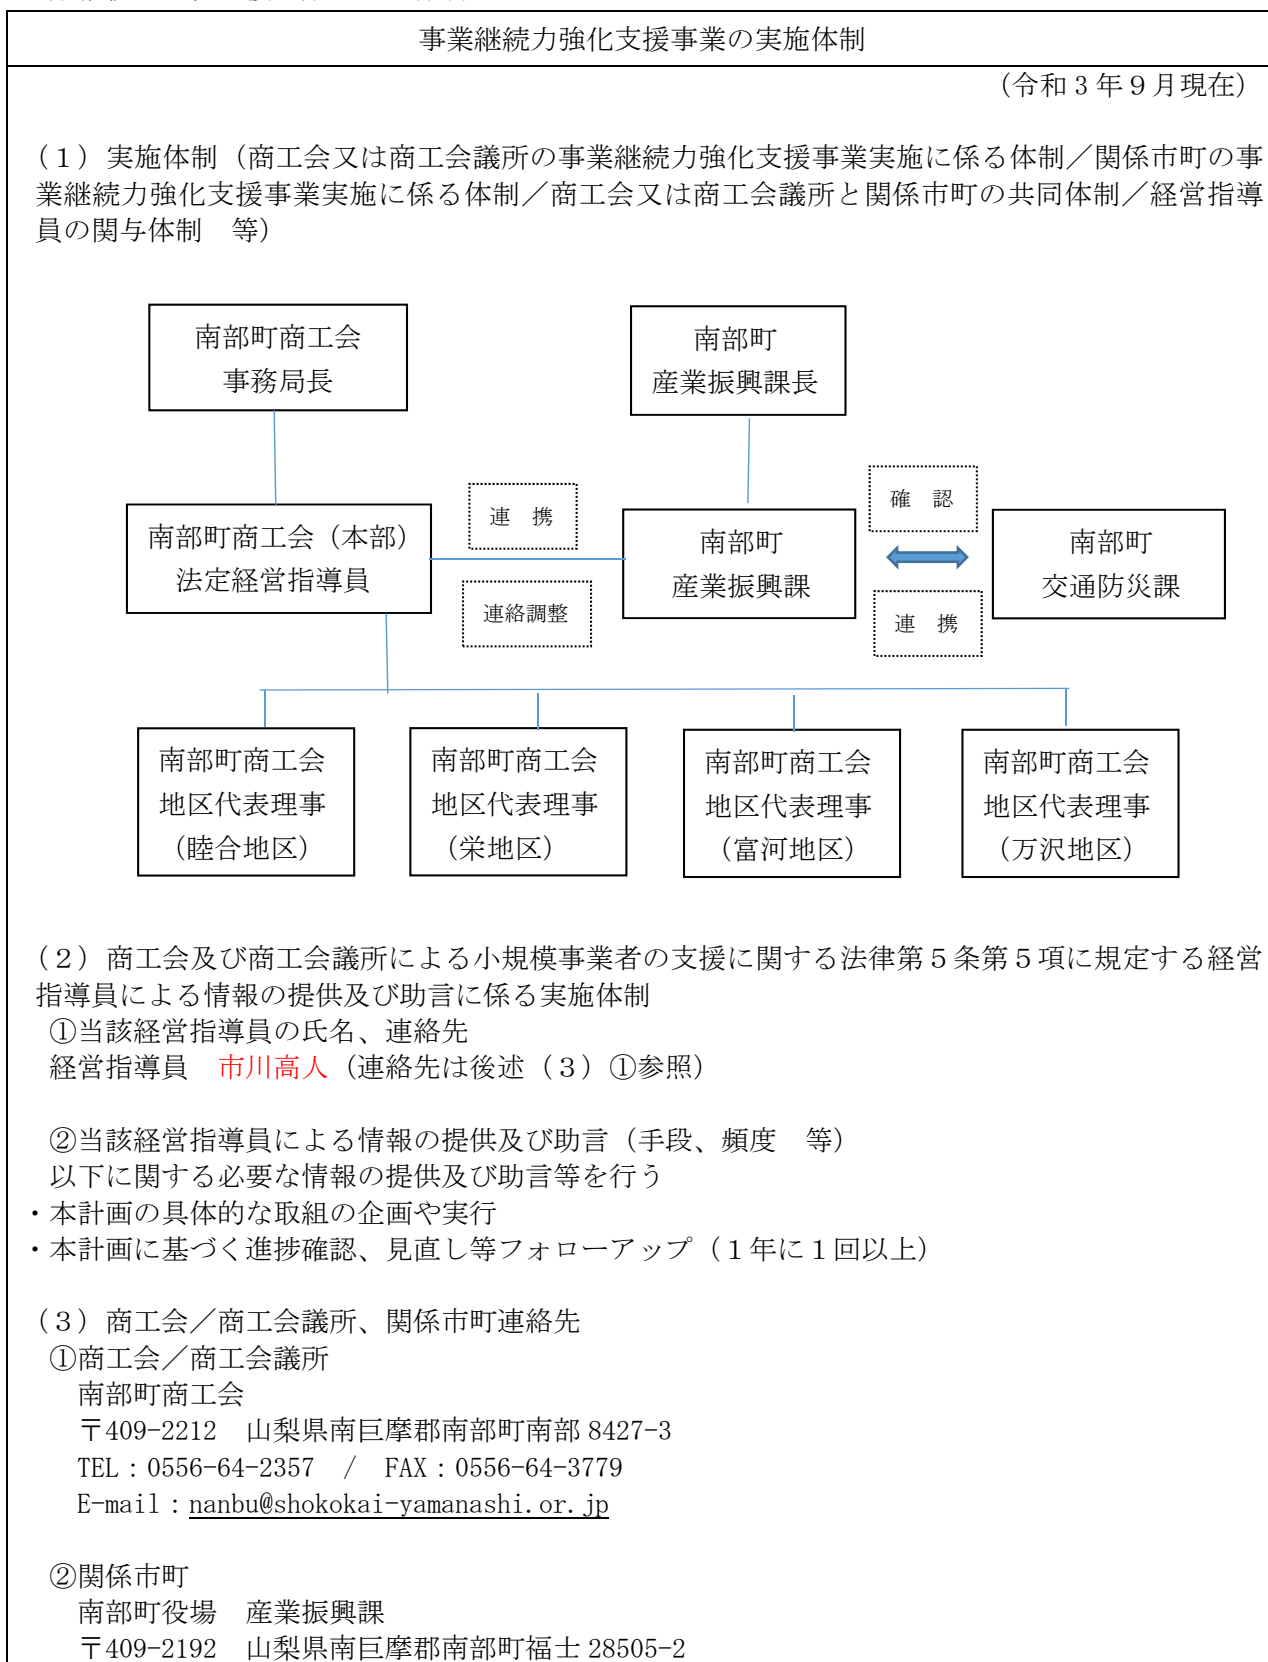 事業継続力強化支援事業の実施体制
（令和３年９月現在）
（１）実施体制（商工会又は商工会議所の事業継続力強化支援事業実施に係る体制／関係市町の事
業継続力強化支援事業実施に係る体制／商工会又は商工会議所と関係市町の共同体制／経営指導
員の関与体制　等）
南部町商工会
事務局長
南部町
産業振興課長
南部町商工会（本部）
法定経営指導員
連　携
連絡調整
南部町
産業振興課
確　認
連　携
南部町
交通防災課
南部町商工会
地区代表理事
（睦合地区）
南部町商工会
地区代表理事
（栄地区）
南部町商工会
地区代表理事
（富河地区）
南部町商工会
地区代表理事
（万沢地区）
（２）商工会及び商工会議所による小規模事業者の支援に関する法律第５条第５項に規定する経営
指導員による情報の提供及び助言に係る実施体制
①当該経営指導員の氏名、連絡先
経営指導員　市川高人（連絡先は後述（３）①参照）
②当該経営指導員による情報の提供及び助言（手段、頻度　等）
以下に関する必要な情報の提供及び助言等を行う
・本計画の具体的な取組の企画や実行
・本計画に基づく進捗確認、見直し等フォローアップ（１年に１回以上）
（３）商工会／商工会議所、関係市町連絡先
①商工会／商工会議所
南部町商工会
〒409-2212　山梨県南巨摩郡南部町南部 8427-3
TEL：0556-64-2357　/　FAX：0556-64-3779
E-mail：nanbu@shokokai-yamanashi.or.jp
②関係市町
南部町役場　産業振興課
〒409-2192　山梨県南巨摩郡南部町福士 28505-2